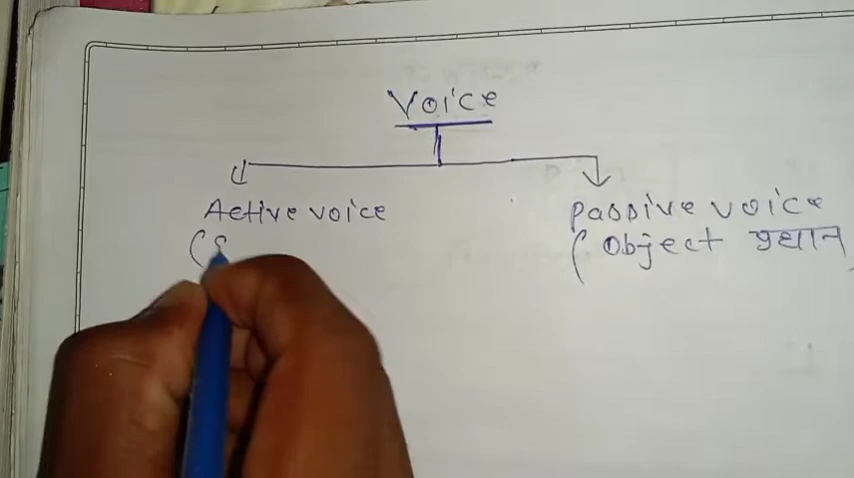 Voice
Active voice
Passive voice
(S
( Object प्रधान